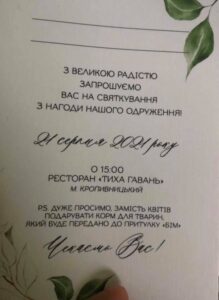 З ВЕЛИКОЮ РАДІСТЮ
ЗАПРОШУЄМО
ВАС НА СВЯТКУВАННЯ
З НАГОДИ НАШОГО ОДРУЖЕННЯ!
21 серпня 2021 року
О 15:00
РЕСТОРАН «ТИХА ГАВАНЬ»
М. КРОПИВНИЦЬКИЙ
P.S. ДУЖЕ ПРОСИМО, ЗАМІСТЬ КВІТІВ
ПОДАРУВАТИ КОРМ ДЛЯ ТВАРИН,
ЯКИЙ БУДЕ ПЕРЕДАНО ДО ПРИТУЛКУ «БІМ»
Чекаємо Вас!